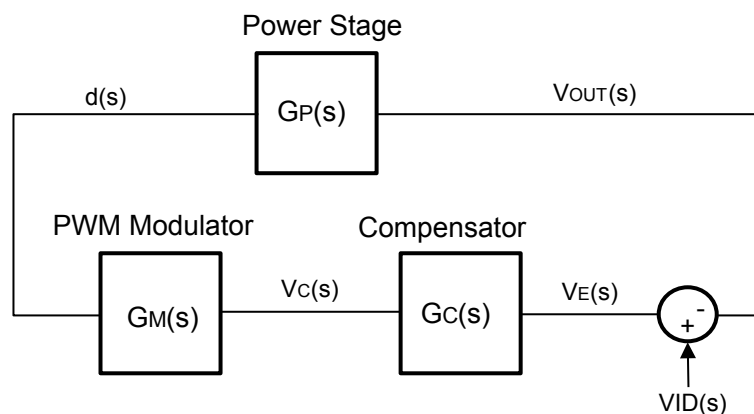 Power Stage
d(s)
GP(s)
VOUT(s)
PWM Modulator
Compensator
GM(s)
VC(s)
GC(s)
VE(s)
+
-
VID(s)